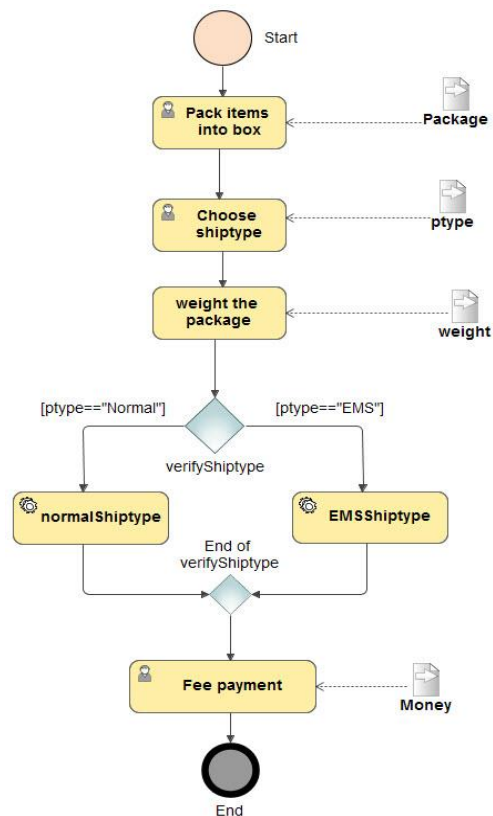 Start
Pack items
into box
Package
Choose
shiptype
ptype
weight the
package
weight
[ptype=="Normal"]
[ptype=="EMS"]
verifyShiptype
normalShiptype
EMSShiptype
End of
verifyShiptype
Fee payment
Money
End